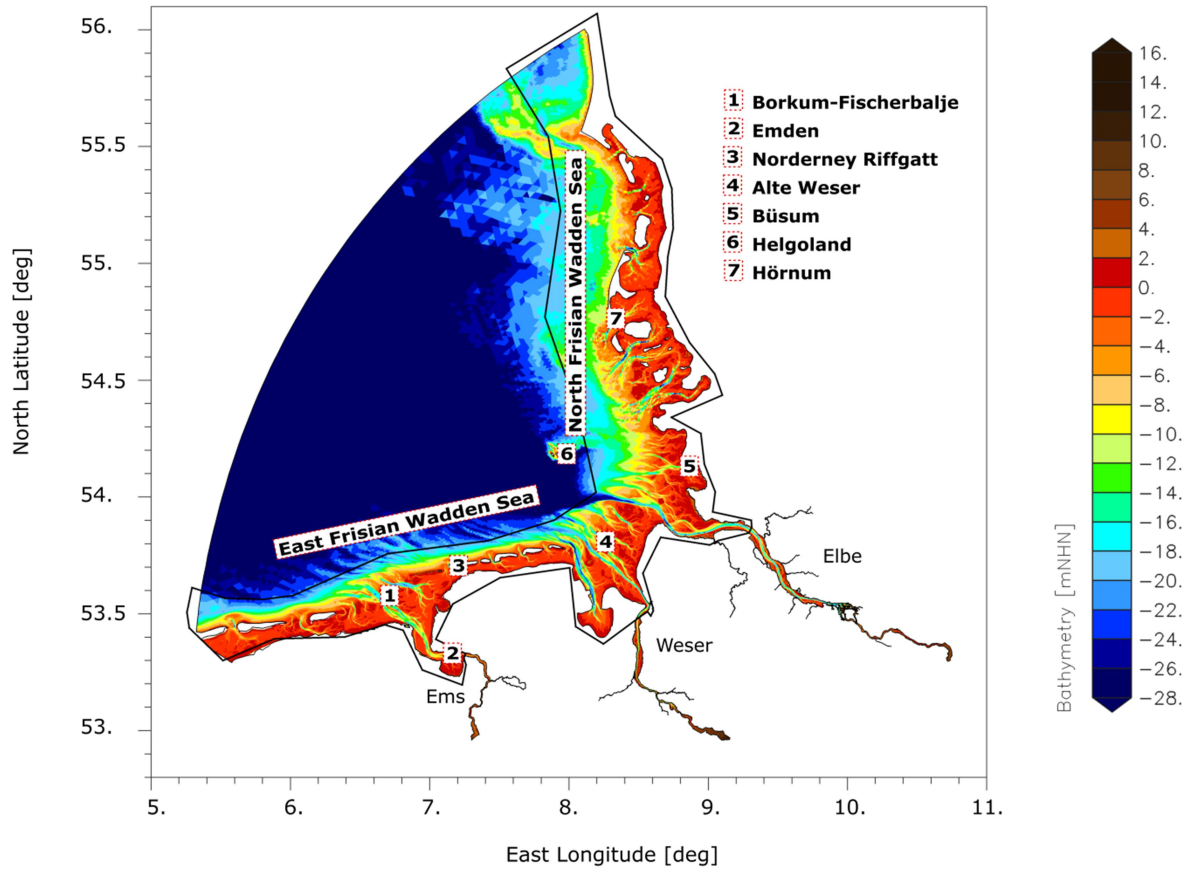 56.
55.5
55.
54.5
54.
53.5
53.
North Latitude [deg]
5.
6.
7.
8.
9.
10.
11.
East Longitude [deg]
1 Borkum-Fischerbalje
2 Emden
3 Norderney Riffgatt
4 Alte Weser
5 Büsum
6 Helgoland
7 Hörnum
North Frisian Wadden Sea
East Frisian Wadden Sea
7
6
5
4
3
1
2
Elbe
Weser
Ems
16.
14.
12.
10.
8.
6.
4.
2.
0.
−2.
−4.
−6.
−8.
−10.
−12.
−14.
−16.
−18.
−20.
−22.
−24.
−26.
−28.
Bathymetry [mNHN]